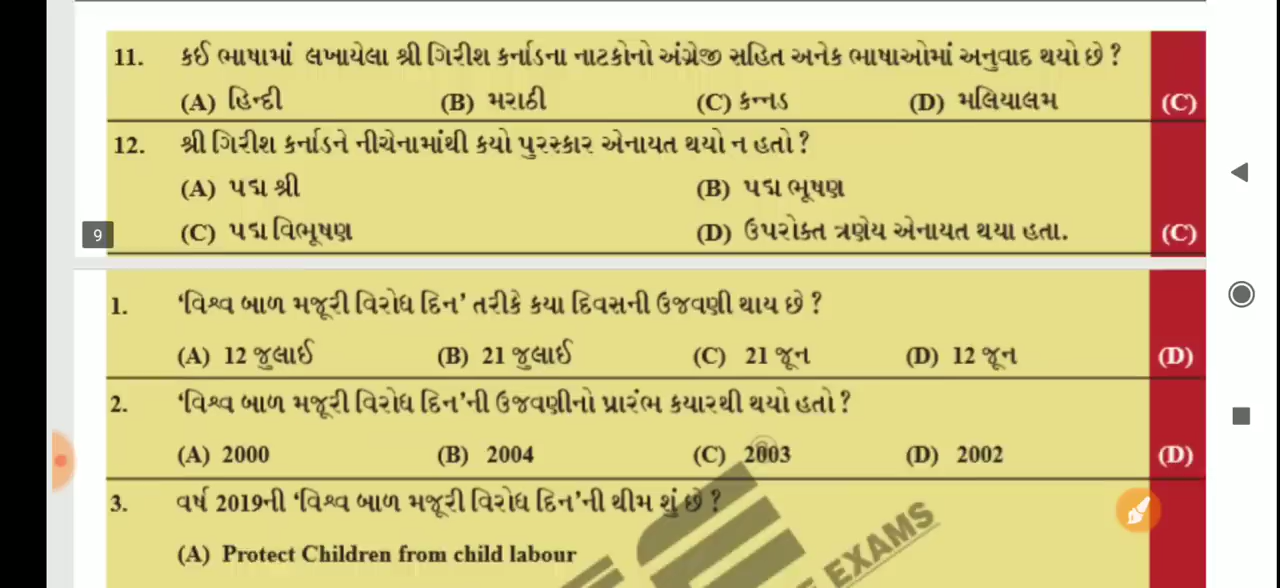 11. કઈ ભાષામાં લખાયેલા શ્રી ગિરીશ કર્નાડના નાટકોનો અંગ્રેજી સહિત અનેક ભાષાઓમાં અનુવાદ થયો છે ?
(A) હિન્દી (B) મરાઠી (C) કન્નડ (D) મલિયાલમ (C)
12. શ્રી ગિરીશ કર્નાડને નીચેનામાંથી કયો પુરસ્કાર એનાયત થયો ન હતો ?
(A) પદ્મ શ્રી (B) પદ્મ ભૂષણ
9 (C) પદ્મ વિભૂષણ (D) ઉપરોક્ત ત્રણેય એનાયત થયા હતા. (C)
1. ‘વિશ્વ બાળ મજૂરી વિરોધ દિન’ તરીકે કયા દિવસની ઉજવણી થાય છે ?
(A) 12 જુલાઈ (B) 21 જુલાઈ (C) 21 જૂન (D) 12 જૂન (D)
2. ‘વિશ્વ બાળ મજૂરી વિરોધ દિન’ની ઉજવણીનો પ્રારંભ કયારથી થયો હતો ?
(A) 2000 (B) 2004 (C) 2003 (D) 2002 (D)
3. વર્ષ 2019ની ‘વિશ્વ બાળ મજૂરી વિરોધ દિન’ની થીમ શું છે ?
(A) Protect Children from child labour
EXAMS